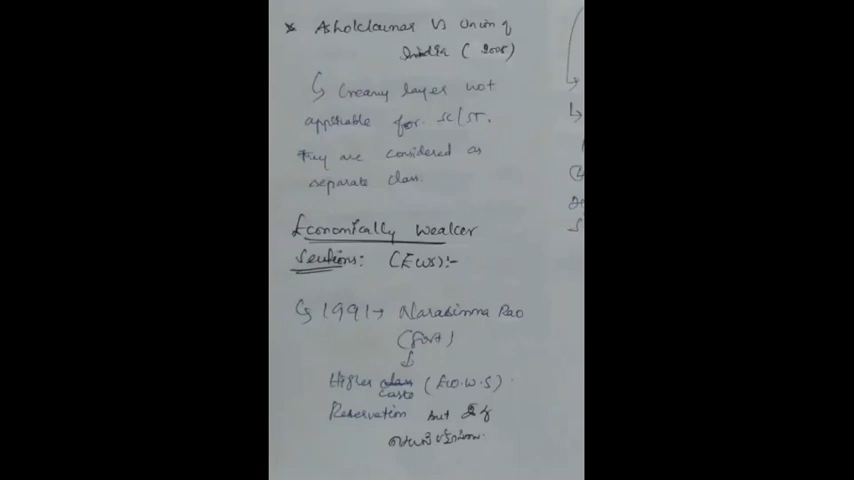 * Ashokkumar Vs Union of
India ( 2008)
↳ Creamy layer not
applicable for SC/ST.
They are considered as
separate class.
Economically Weaker
Sections: (EWS):-
↳ 1991 → Narasimma Rao
(Govt)
↓
Higher caste (E.O.W.S)
Reservation but